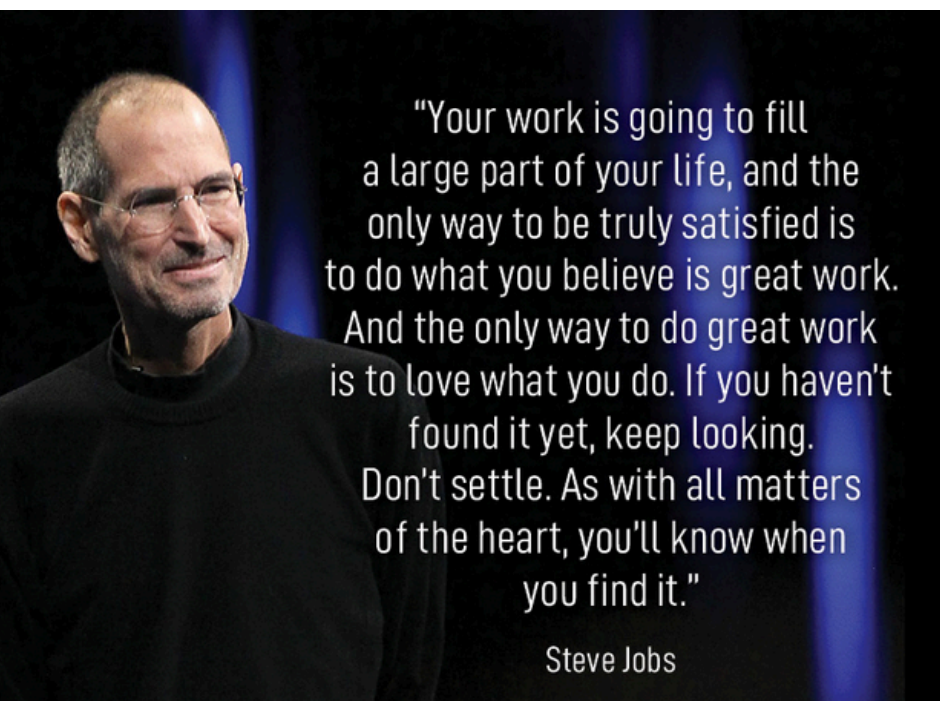 “Your work is going to fill
a large part of your life, and the
only way to be truly satisfied is
to do what you believe is great work.
And the only way to do great work
is to love what you do. If you haven't
found it yet, keep looking.
Don't settle. As with all matters
of the heart, you'll know when
you find it.”
Steve Jobs